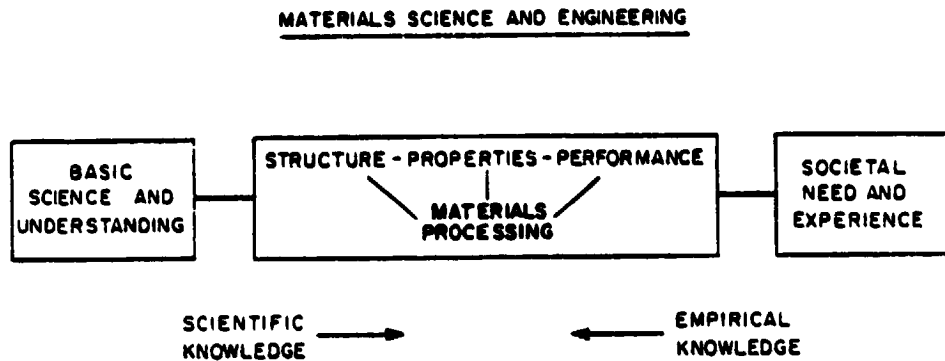 MATERIALS SCIENCE AND ENGINEERING
BASIC
SCIENCE AND
UNDERSTANDING
STRUCTURE - PROPERTIES - PERFORMANCE
MATERIALS
PROCESSING
SOCIETAL
NEED AND
EXPERIENCE
SCIENTIFIC
KNOWLEDGE
EMPIRICAL
KNOWLEDGE